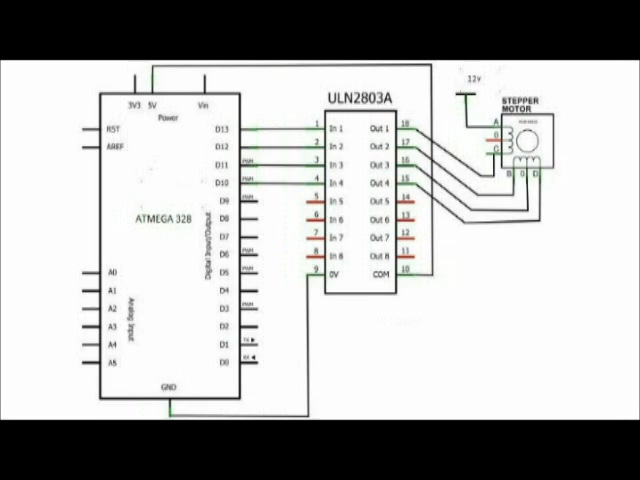 12v
ULN2803A
STEPPER
MOTOR
3V3 5V Vin
Power
RST
AREF
D13
D12
D11
PWM
D10
PWM
D9
PWM
D8
D7
D6
PWM
D5
PWM
D4
D3
PWM
D2
D1
TX
D0
RX
ATMEGA 328
Digital Input/Output
Analog Input
A0
A1
A2
A3
A4
A5
GND
1 In 1 Out 1 18
2 In 2 Out 2 17
3 In 3 Out 3 16
4 In 4 Out 4 15
5 In 5 Out 5 14
6 In 6 Out 6 13
7 In 7 Out 7 12
8 In 8 Out 8 11
9 0V COM 10
A
0
C
B 0 D